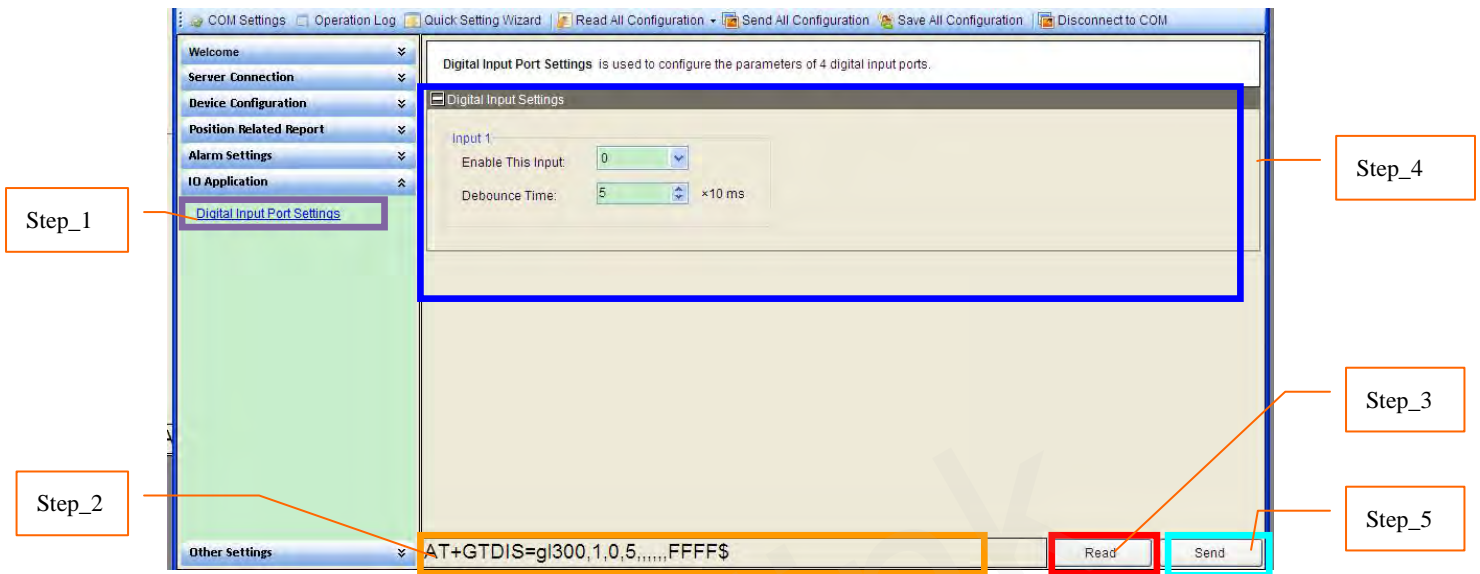 COM Settings Operation Log Quick Setting Wizard Read All Configuration Send All Configuration Save All Configuration Disconnect to COM
Welcome
Server Connection
Device Configuration
Position Related Report
Alarm Settings
IO Application
Digital Input Port Settings
Other Settings
Digital Input Port Settings is used to configure the parameters of 4 digital input ports.
Digital Input Settings
Input 1
Enable This Input: 0
Debounce Time: 5 ×10 ms
AT+GTDIS=gl300,1,0,5,,,,,,FFFF$
Read
Send
Step_1
Step_2
Step_4
Step_3
Step_5